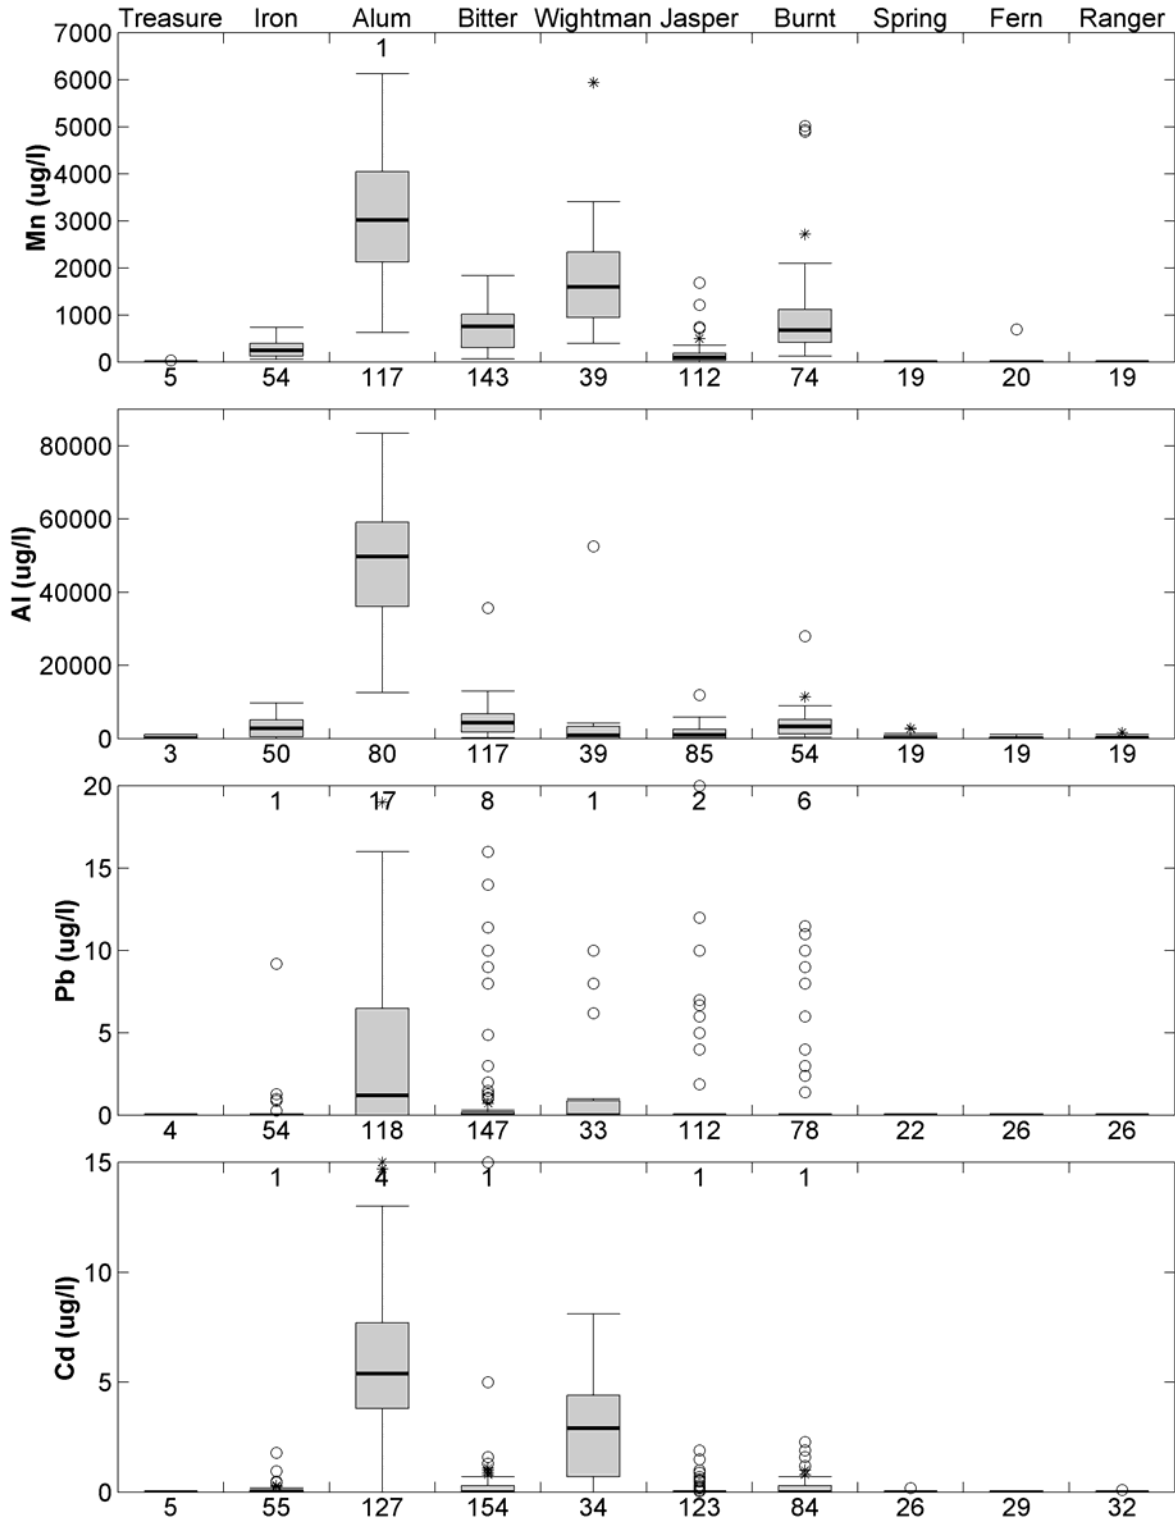 Treasure Iron Alum Bitter Wightman Jasper Burnt Spring Fern Ranger
7000
1
6000
5000
4000
3000
2000
1000
0
Mn (ug/l)
5 54 117 143 39 112 74 19 20 19
80000
60000
40000
20000
0
Al (ug/l)
3 50 80 117 39 85 54 19 19 19
20
1 17 8 1 2 6
15
10
5
0
Pb (ug/l)
4 54 118 147 33 112 78 22 26 26
15
1 4 1 1 1
10
5
0
Cd (ug/l)
5 55 127 154 34 123 84 26 29 32